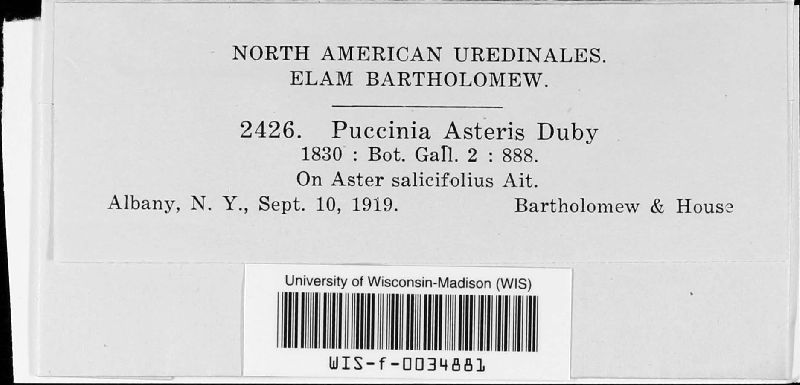 NORTH AMERICAN UREDINALES.
ELAM BARTHOLOMEW.
2426. Puccinia Asteris Duby
1830 : Bot. Gall. 2 : 888.
On Aster salicifolius Ait.
Albany, N. Y., Sept. 10, 1919. Bartholomew & House
University of Wisconsin-Madison (WIS)
WIS-f-0034881